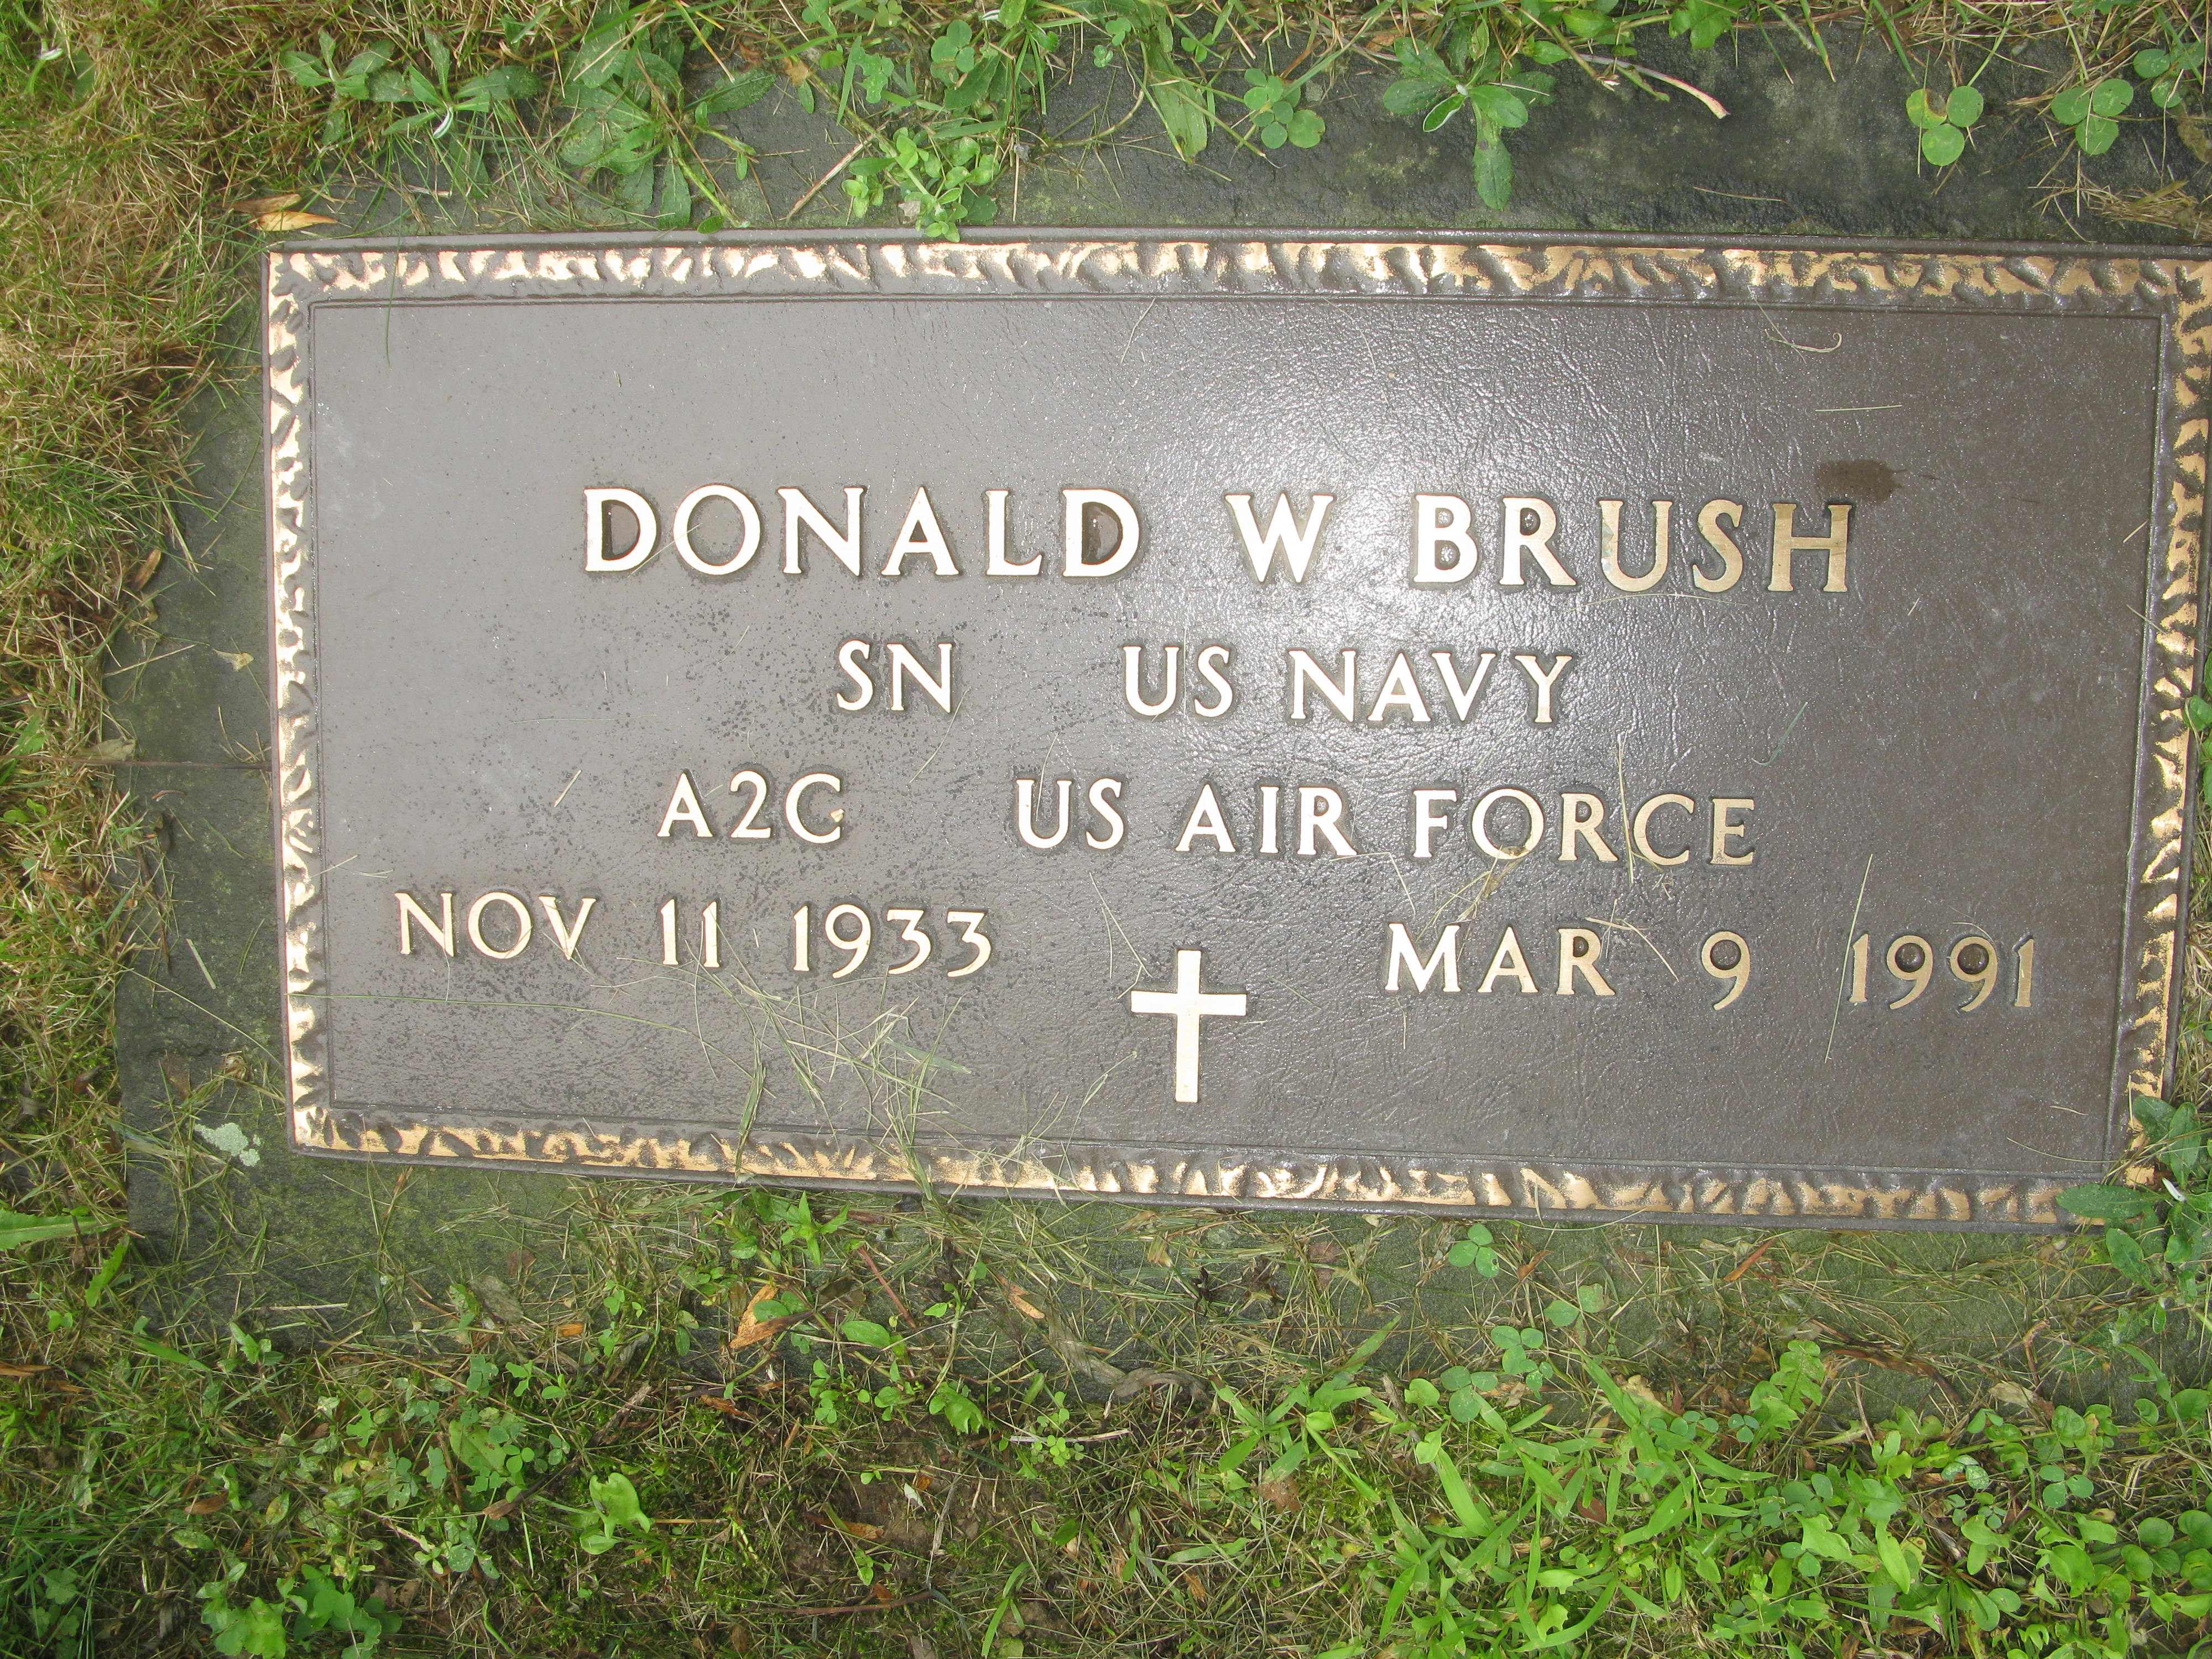 DONALD W BRUSH
SN US NAVY
A2C US AIR FORCE
NOV 11 1933 MAR 9 1991